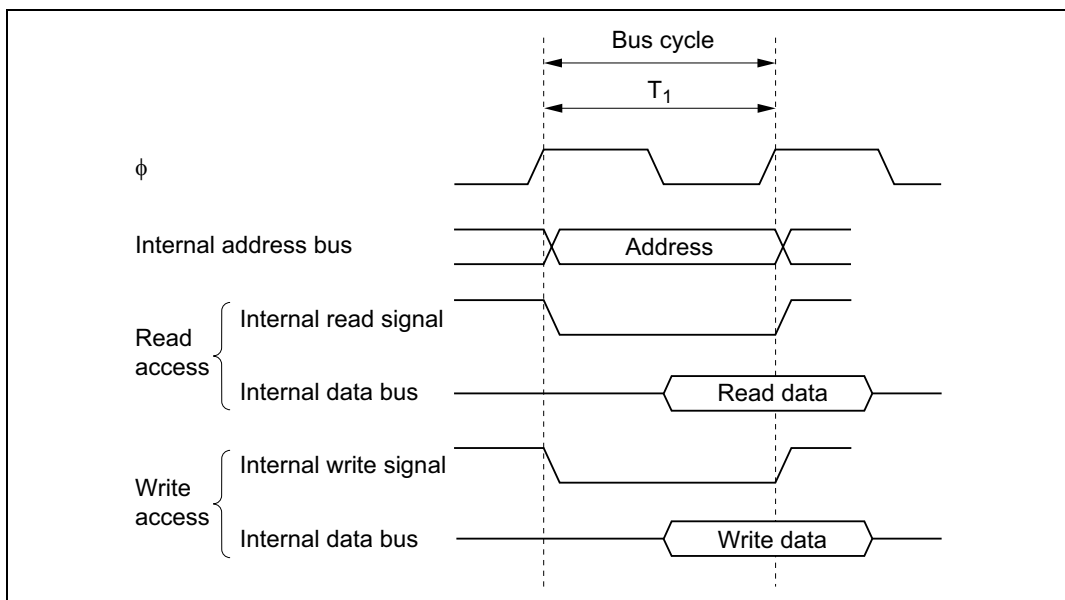 Bus cycle
T₁
ϕ
Internal address bus
Address
Read
access
Internal read signal
Internal data bus
Read data
Write
access
Internal write signal
Internal data bus
Write data